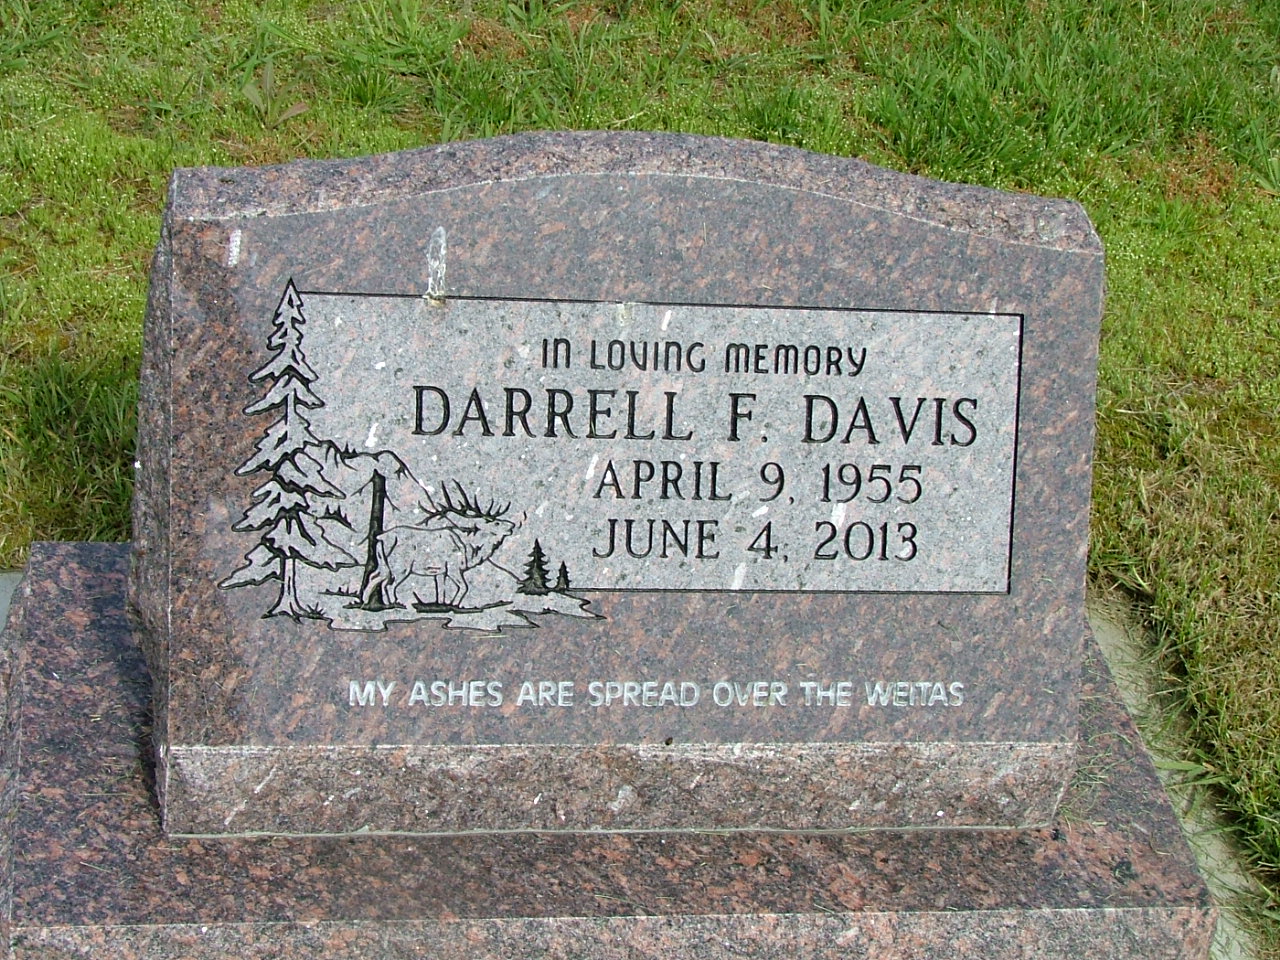 IN LOVING MEMORY
DARRELL F. DAVIS
APRIL 9, 1955
JUNE 4, 2013
MY ASHES ARE SPREAD OVER THE WEITAS